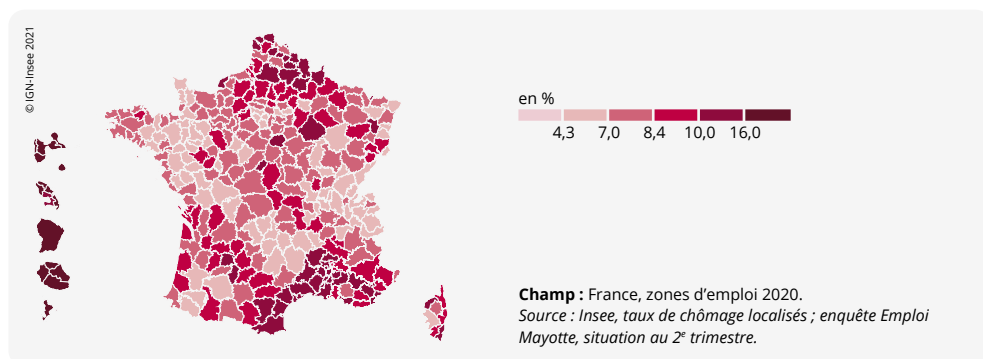 © IGN-Insee 2021
en %
4,3 7,0 8,4 10,0 16,0
Champ : France, zones d’emploi 2020.
Source : Insee, taux de chômage localisés ; enquête Emploi
Mayotte, situation au 2e trimestre.